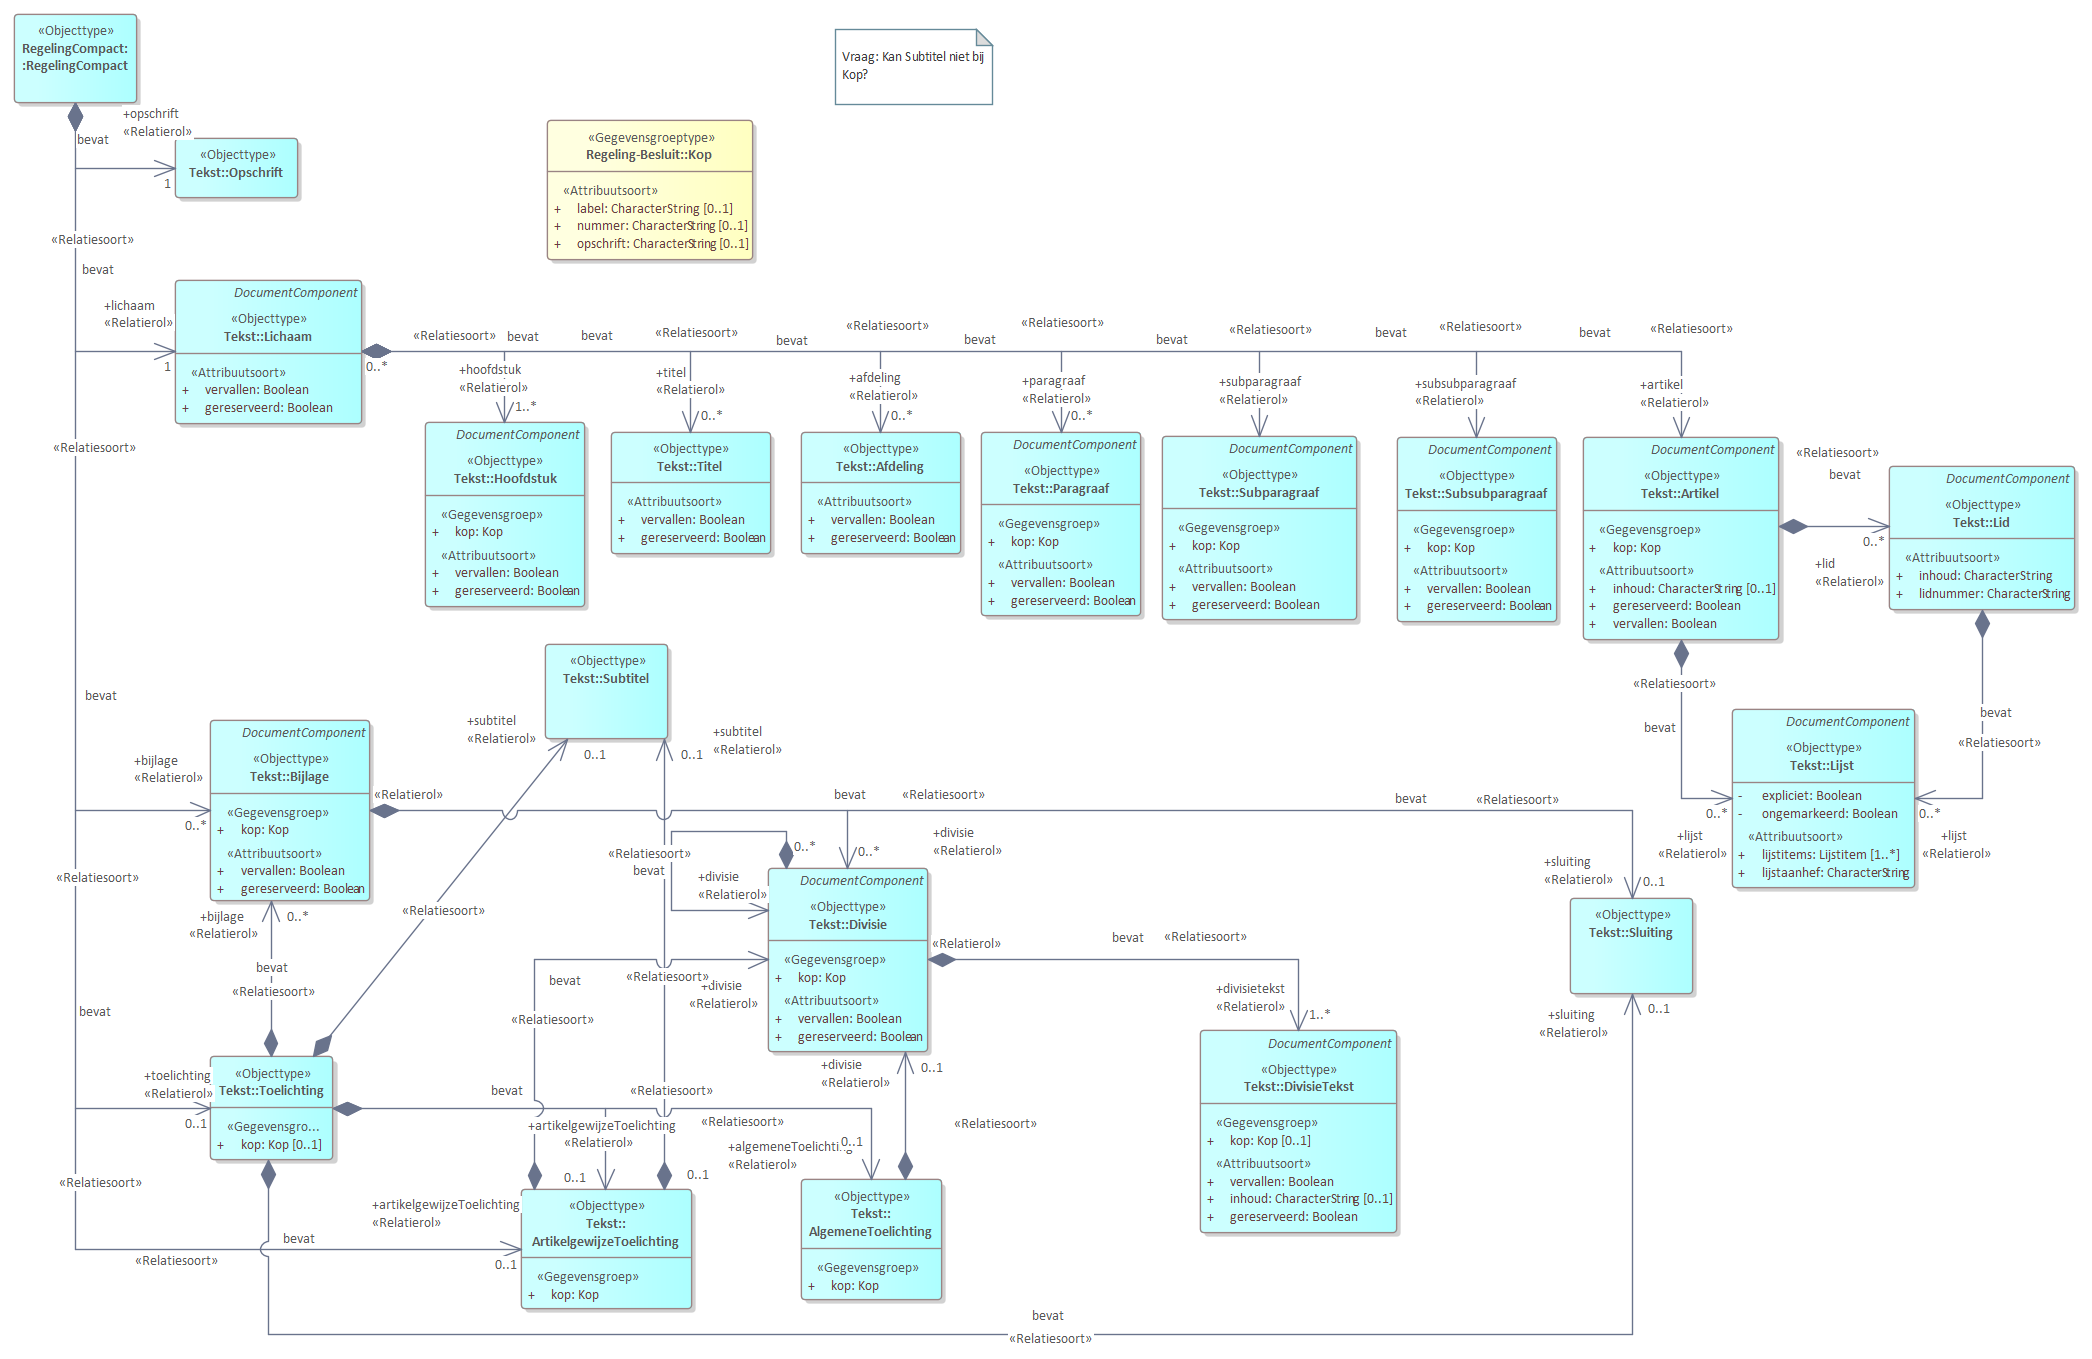 «Objecttype»
RegelingCompact:
:RegelingCompact
Vraag: Kan Subtitel niet bij
Kop?
+opschrift
«Relatierol»
bevat
«Objecttype»
Tekst::Opschrift
1
«Gegevensgroeptype»
Regeling-Besluit::Kop
«Attribuutsoort»
+ label: CharacterString [0..1]
+ nummer: CharacterString [0..1]
+ opschrift: CharacterString [0..1]
«Relatiesoort»
bevat
+lichaam
«Relatierol»
1
DocumentComponent
«Objecttype»
Tekst::Lichaam
«Attribuutsoort»
+ vervallen: Boolean
+ gereserveerd: Boolean
0..*
«Relatiesoort»
bevat
+hoofdstuk
«Relatierol»
1..*
bevat
«Relatiesoort»
+titel
«Relatierol»
0..*
bevat
«Relatiesoort»
+afdeling
«Relatierol»
0..*
bevat
«Relatiesoort»
+paragraaf
«Relatierol»
0..*
bevat
«Relatiesoort»
+subparagraaf
«Relatierol»
bevat
«Relatiesoort»
+subsubparagraaf
«Relatierol»
bevat
«Relatiesoort»
+artikel
«Relatierol»
DocumentComponent
«Objecttype»
Tekst::Hoofdstuk
«Gegevensgroep»
+ kop: Kop
«Attribuutsoort»
+ vervallen: Boolean
+ gereserveerd: Boolean
«Objecttype»
Tekst::Titel
«Attribuutsoort»
+ vervallen: Boolean
+ gereserveerd: Boolean
«Objecttype»
Tekst::Afdeling
«Attribuutsoort»
+ vervallen: Boolean
+ gereserveerd: Boolean
DocumentComponent
«Objecttype»
Tekst::Paragraaf
«Gegevensgroep»
+ kop: Kop
«Attribuutsoort»
+ vervallen: Boolean
+ gereserveerd: Boolean
DocumentComponent
«Objecttype»
Tekst::Subparagraaf
«Gegevensgroep»
+ kop: Kop
«Attribuutsoort»
+ vervallen: Boolean
+ gereserveerd: Boolean
DocumentComponent
«Objecttype»
Tekst::Subsubparagraaf
«Gegevensgroep»
+ kop: Kop
«Attribuutsoort»
+ vervallen: Boolean
+ gereserveerd: Boolean
DocumentComponent
«Objecttype»
Tekst::Artikel
«Gegevensgroep»
+ kop: Kop
«Attribuutsoort»
+ inhoud: CharacterString [0..1]
+ gereserveerd: Boolean
+ vervallen: Boolean
«Relatiesoort»
bevat
0..*
+lid
«Relatierol»
DocumentComponent
«Objecttype»
Tekst::Lid
«Attribuutsoort»
+ inhoud: CharacterString
+ lidnummer: CharacterString
«Relatiesoort»
bevat
0..*
+lijst
«Relatierol»
bevat
«Relatiesoort»
0..*
+lijst
«Relatierol»
DocumentComponent
«Objecttype»
Tekst::Lijst
- expliciet: Boolean
- ongemarkeerd: Boolean
«Attribuutsoort»
+ lijstitems: Lijstitem [1..*]
+ lijstaanhef: CharacterString
«Relatiesoort»
bevat
+bijlage
«Relatierol»
0..*
DocumentComponent
«Objecttype»
Tekst::Bijlage
«Gegevensgroep»
+ kop: Kop
«Attribuutsoort»
+ vervallen: Boolean
+ gereserveerd: Boolean
«Relatierol»
«Objecttype»
Tekst::Subtitel
+subtitel
«Relatierol»
0..1
0..1
+subtitel
«Relatierol»
bevat
«Relatiesoort»
+divisie
«Relatierol»
0..*
bevat
«Relatiesoort»
+sluiting
«Relatierol»
0..1
«Relatiesoort»
bevat
0..*
+divisie
«Relatierol»
DocumentComponent
«Objecttype»
Tekst::Divisie
«Gegevensgroep»
+ kop: Kop
«Attribuutsoort»
+ vervallen: Boolean
+ gereserveerd: Boolean
«Relatierol»
bevat
«Relatiesoort»
+divisietekst
«Relatierol»
1..*
«Objecttype»
Tekst::Sluiting
+sluiting
«Relatierol»
0..1
DocumentComponent
«Objecttype»
Tekst::DivisieTekst
«Gegevensgroep»
+ kop: Kop [0..1]
«Attribuutsoort»
+ vervallen: Boolean
+ inhoud: CharacterString [0..1]
+ gereserveerd: Boolean
«Relatiesoort»
+bijlage
«Relatierol»
0..*
bevat
«Relatiesoort»
«Relatiesoort»
bevat
«Relatiesoort»
«Relatiesoort»
+divisie
«Relatierol»
bevat
+toelichting
«Relatierol»
0..1
«Objecttype»
Tekst::Toelichting
«Gegevensgro...
+ kop: Kop [0..1]
bevat
«Relatiesoort»
+artikelgewijzeToelichting
«Relatierol»
0..1
0..1
«Relatiesoort»
+algemeneToelichting
«Relatierol»
0..1
+divisie
«Relatierol»
0..1
«Relatiesoort»
«Relatiesoort»
+artikelgewijzeToelichting
«Relatierol»
bevat
0..1
«Relatiesoort»
«Objecttype»
Tekst::
ArtikelgewijzeToelichting
«Gegevensgroep»
+ kop: Kop
«Objecttype»
Tekst::
AlgemeneToelichting
«Gegevensgroep»
+ kop: Kop
bevat
«Relatiesoort»